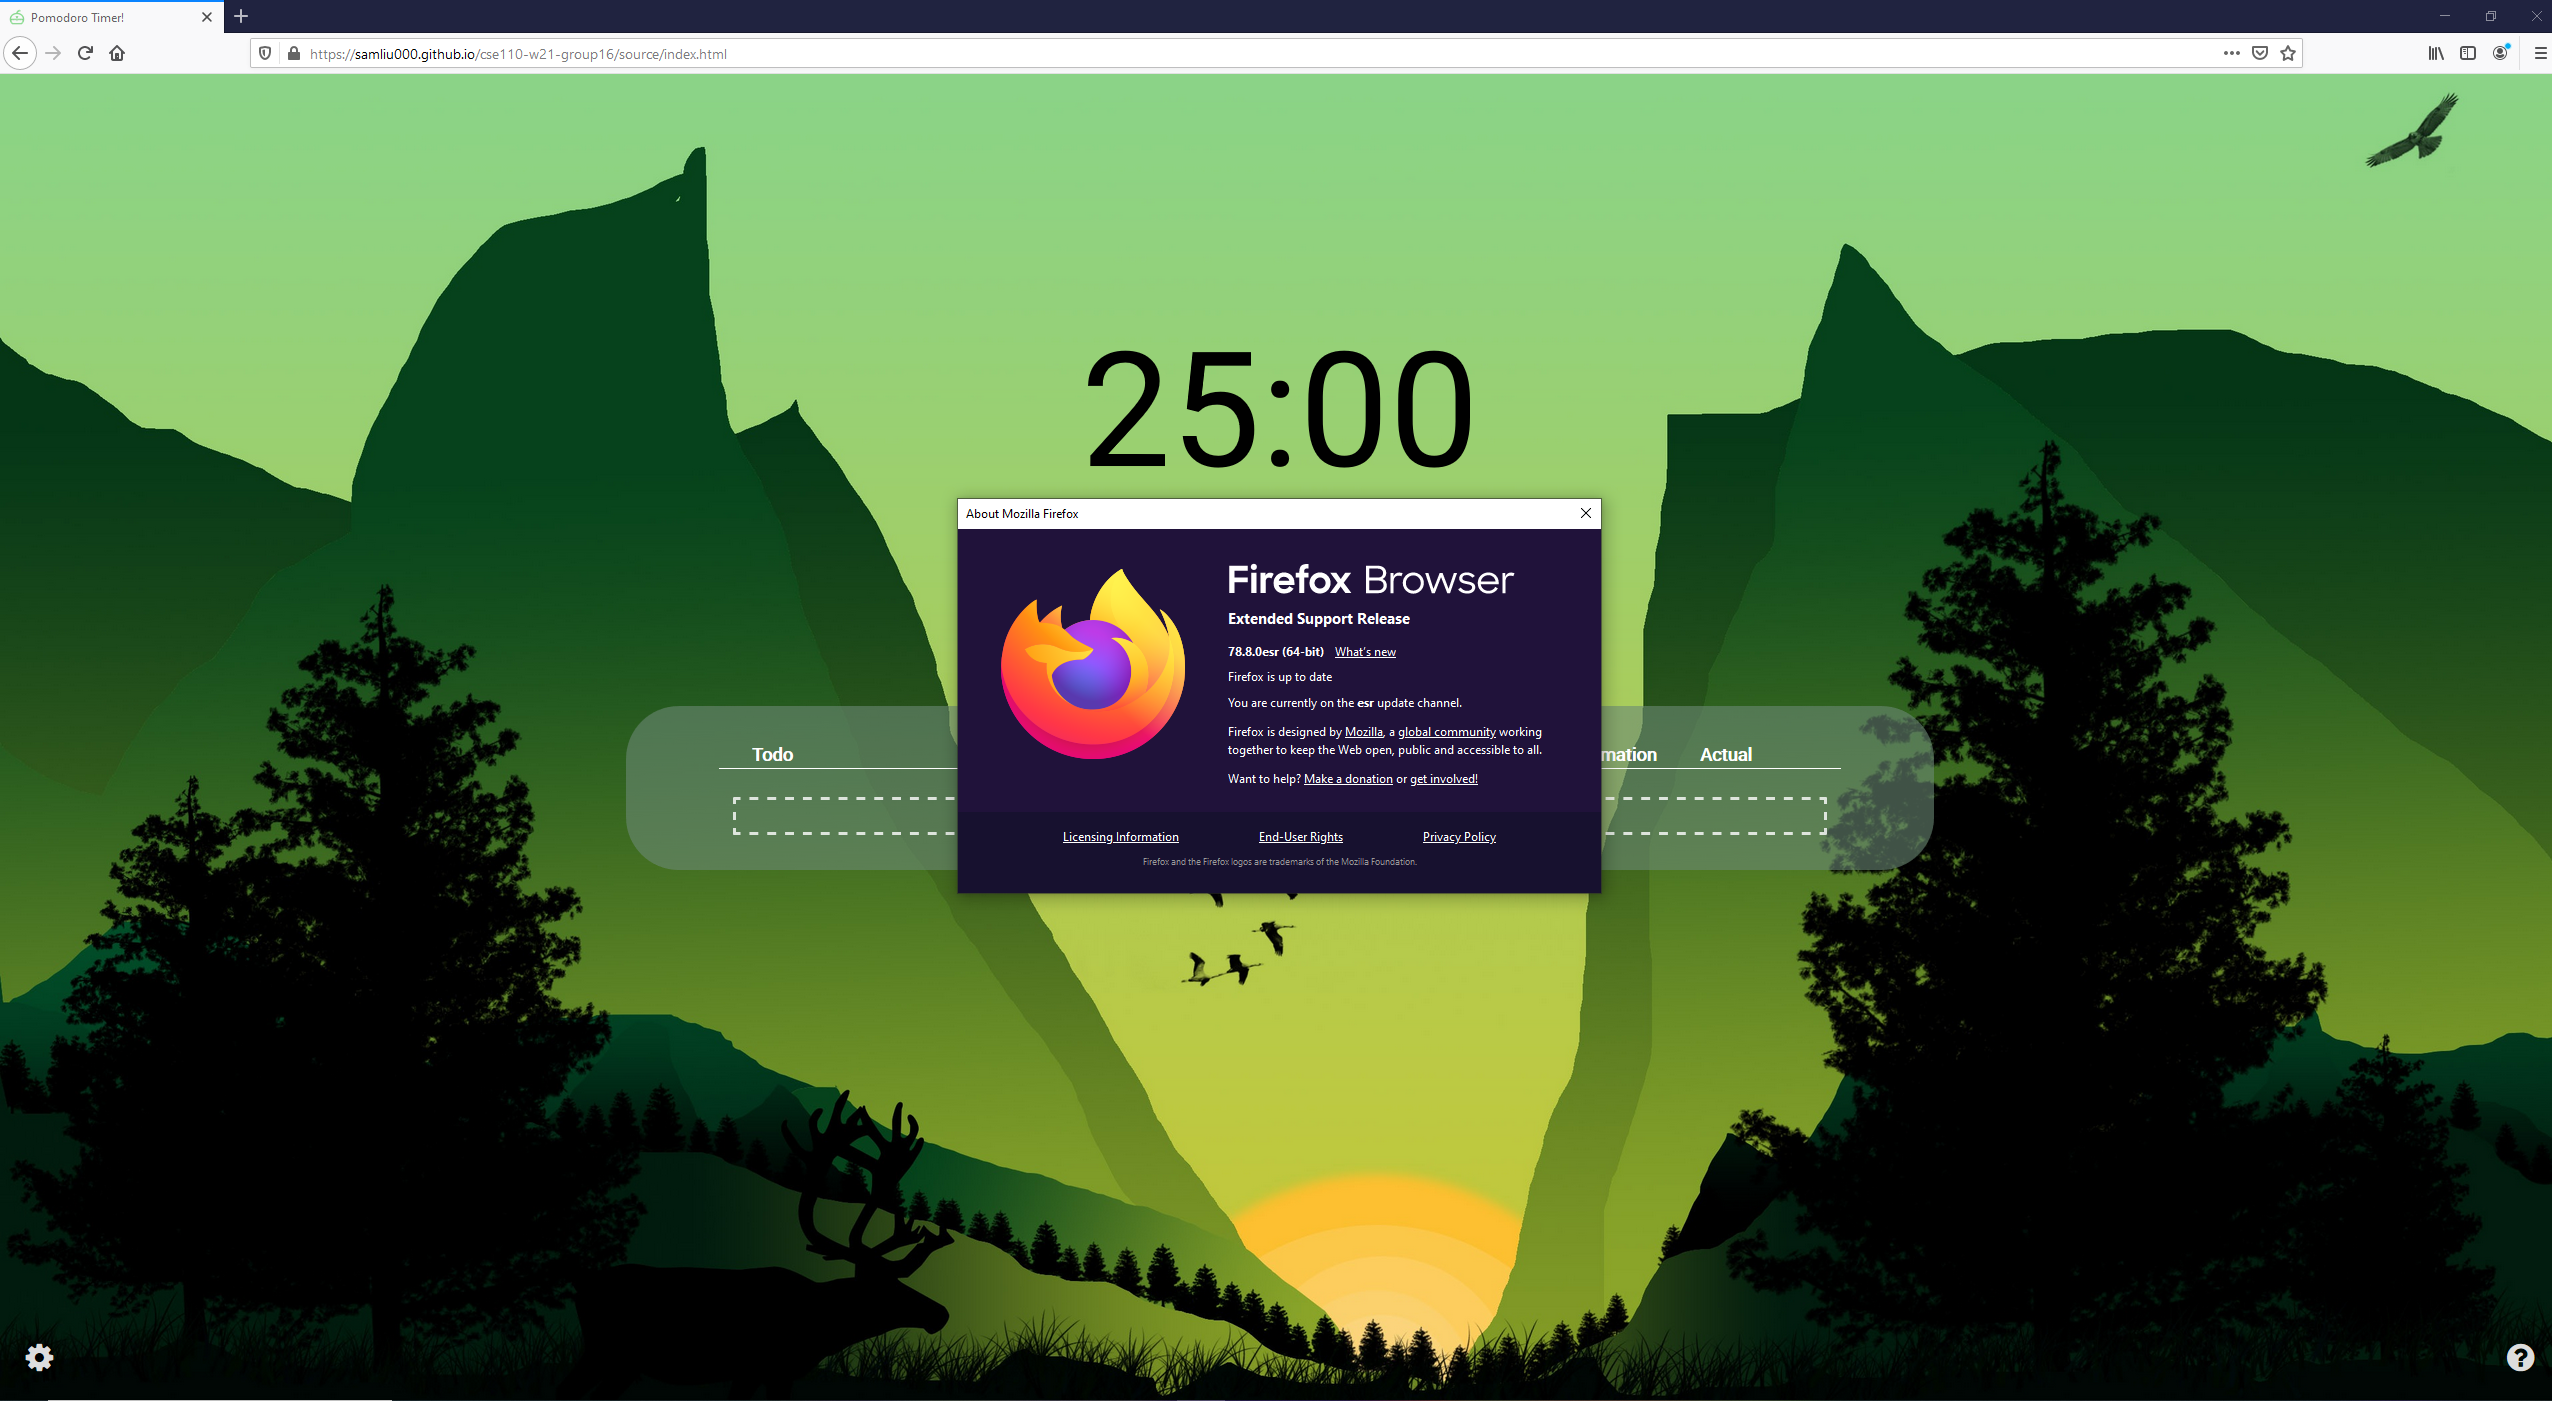 Pomodoro Timer!
https://samliu000.github.io/cse110-w21-group16/source/index.html
25:00
About Mozilla Firefox
Firefox Browser
Extended Support Release
78.8.0esr (64-bit) What's new
Firefox is up to date
You are currently on the esr update channel.
Firefox is designed by Mozilla, a global community working
together to keep the Web open, public and accessible to all.
Want to help? Make a donation or get involved!
Licensing Information End-User Rights Privacy Policy
Firefox and the Firefox logos are trademarks of the Mozilla Foundation.
Todo mation Actual
?